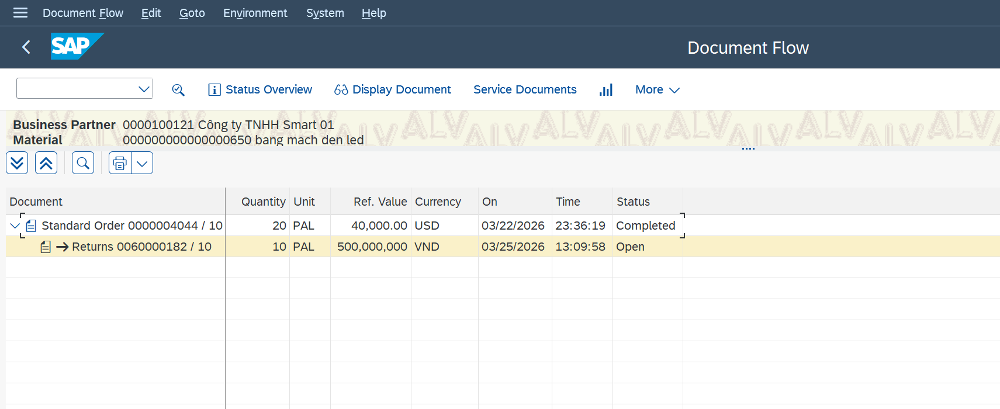 Document Flow Edit Goto Environment System Help
SAP Document Flow
Status Overview Display Document Service Documents More
Business Partner 0000100121 Công ty TNHH Smart 01
Material 000000000000000650 bang mach den led
Document Quantity Unit Ref. Value Currency On Time Status
Standard Order 0000004044 / 10 20 PAL 40,000.00 USD 03/22/2026 23:36:19 Completed
Returns 0060000182 / 10 10 PAL 500,000,000 VND 03/25/2026 13:09:58 Open